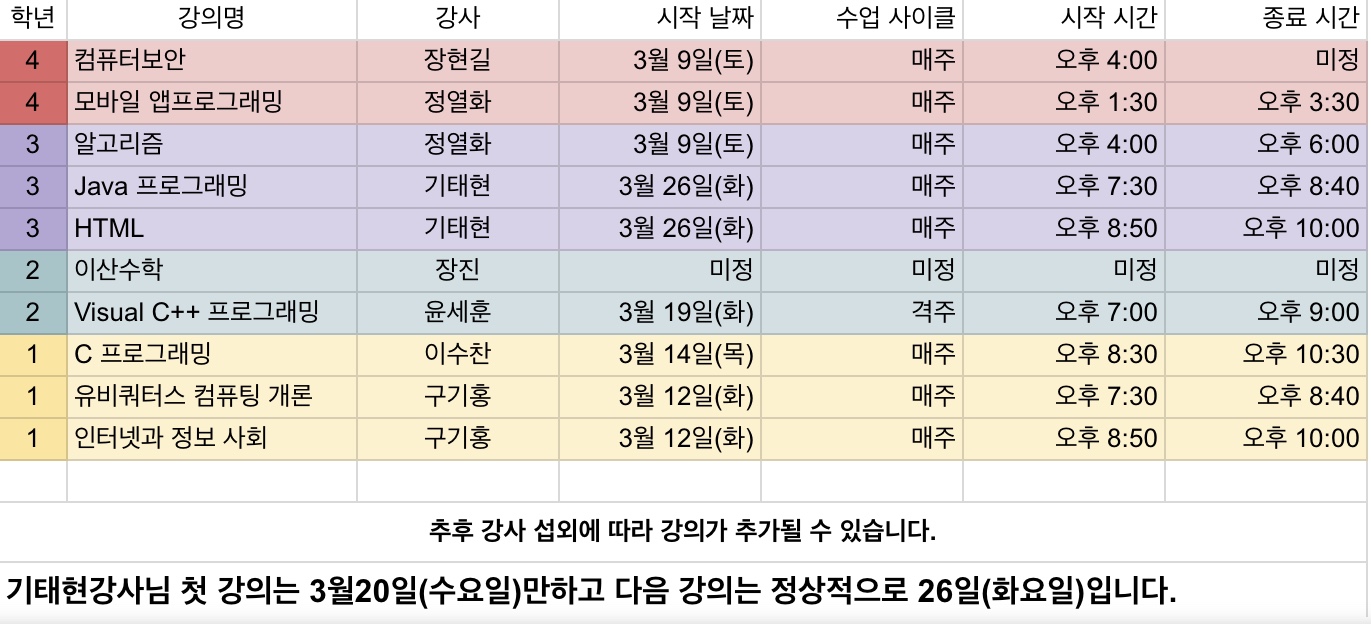 학년 강의명 강사 시작 날짜 수업 사이클 시작 시간 종료 시간
4 컴퓨터보안 장현길 3월 9일(토) 매주 오후 4:00 미정
4 모바일 앱프로그래밍 정열화 3월 9일(토) 매주 오후 1:30 오후 3:30
3 알고리즘 정열화 3월 9일(토) 매주 오후 4:00 오후 6:00
3 Java 프로그래밍 기태현 3월 26일(화) 매주 오후 7:30 오후 8:40
3 HTML 기태현 3월 26일(화) 매주 오후 8:50 오후 10:00
2 이산수학 장진 미정 미정 미정 미정
2 Visual C++ 프로그래밍 윤세훈 3월 19일(화) 격주 오후 7:00 오후 9:00
1 C 프로그래밍 이수찬 3월 14일(목) 매주 오후 8:30 오후 10:30
1 유비쿼터스 컴퓨팅 개론 구기홍 3월 12일(화) 매주 오후 7:30 오후 8:40
1 인터넷과 정보 사회 구기홍 3월 12일(화) 매주 오후 8:50 오후 10:00
추후 강사 섭외에 따라 강의가 추가될 수 있습니다.
기태현강사님 첫 강의는 3월20일(수요일)만하고 다음 강의는 정상적으로 26일(화요일)입니다.